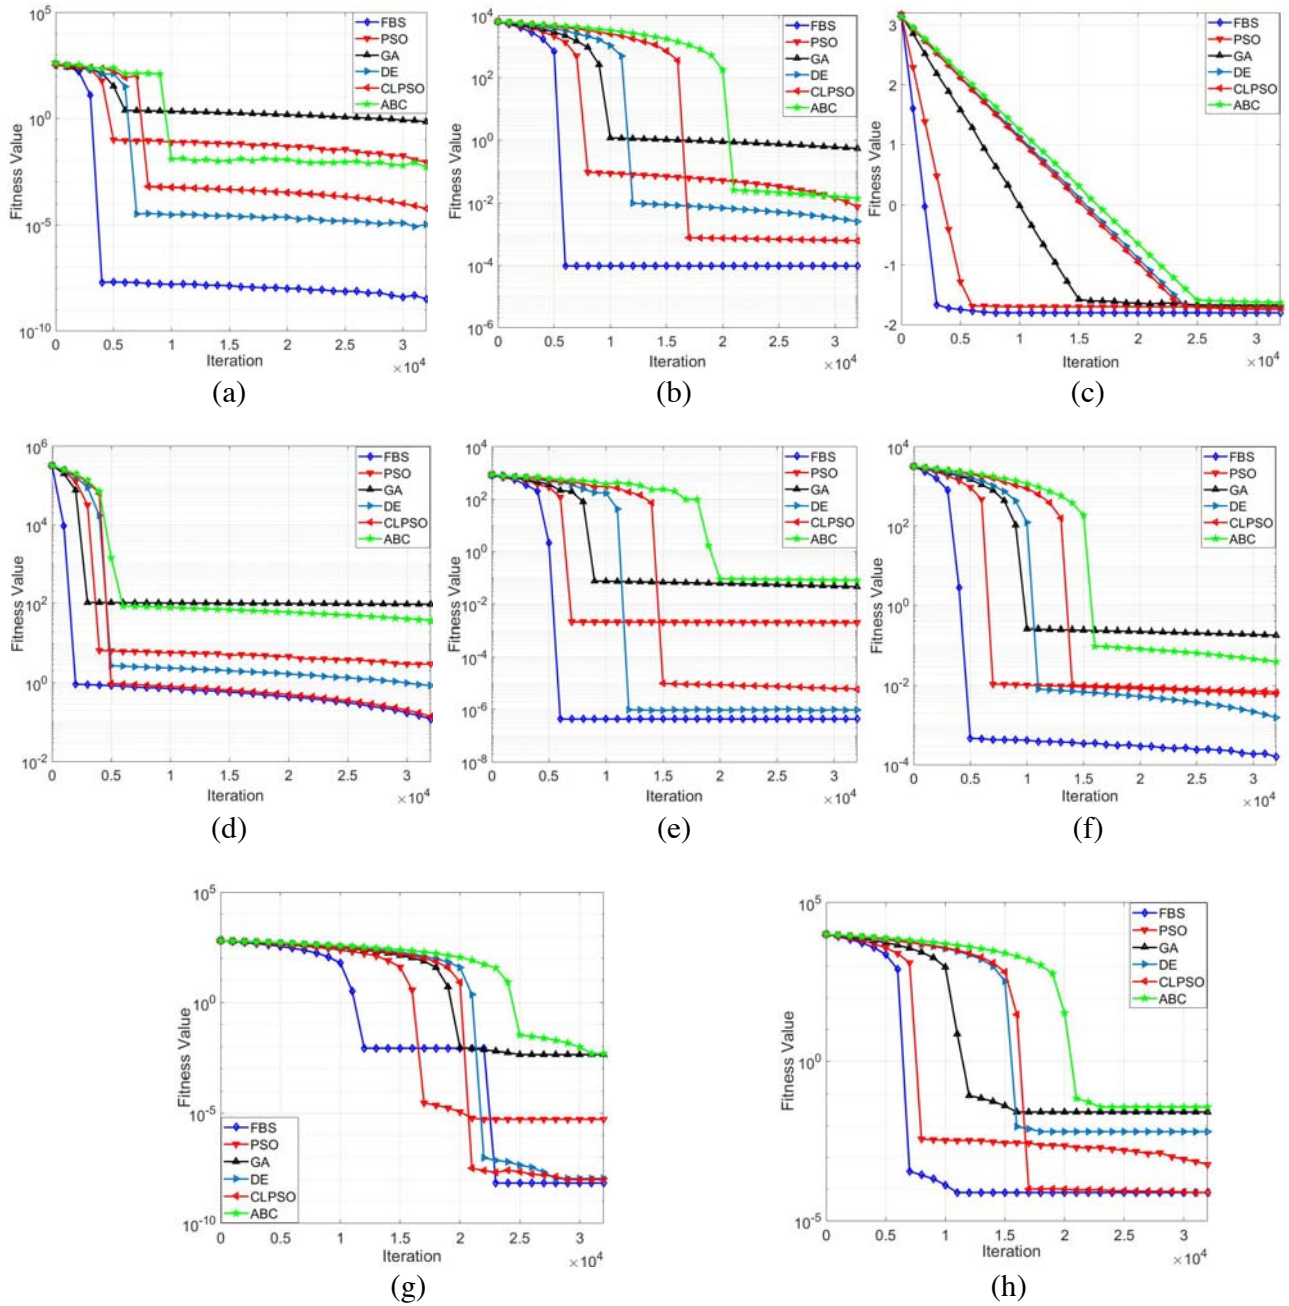 Fitness Value
10^5
10^0
10^-5
10^-10
FBS
PSO
GA
DE
CLPSO
ABC
0 0.5 1 1.5 2 2.5 3
Iteration
×10^4
(a)
Fitness Value
10^4
10^2
10^0
10^-2
10^-4
10^-6
FBS
PSO
GA
DE
CLPSO
ABC
0 0.5 1 1.5 2 2.5 3
Iteration
×10^4
(b)
Fitness Value
3
2
1
0
-1
-2
FBS
PSO
GA
DE
CLPSO
ABC
0 0.5 1 1.5 2 2.5 3
Iteration
×10^4
(c)
Fitness Value
10^6
10^4
10^2
10^0
10^-2
FBS
PSO
GA
DE
CLPSO
ABC
0 0.5 1 1.5 2 2.5 3
Iteration
×10^4
(d)
Fitness Value
10^4
10^2
10^0
10^-2
10^-4
10^-6
10^-8
FBS
PSO
GA
DE
CLPSO
ABC
0 0.5 1 1.5 2 2.5 3
Iteration
×10^4
(e)
Fitness Value
10^4
10^2
10^0
10^-2
10^-4
FBS
PSO
GA
DE
CLPSO
ABC
0 0.5 1 1.5 2 2.5 3
Iteration
×10^4
(f)
Fitness Value
10^5
10^0
10^-5
10^-10
FBS
PSO
GA
DE
CLPSO
ABC
0 0.5 1 1.5 2 2.5 3
Iteration
×10^4
(g)
Fitness Value
10^5
10^0
10^-5
FBS
PSO
GA
DE
CLPSO
ABC
0 0.5 1 1.5 2 2.5 3
Iteration
×10^4
(h)